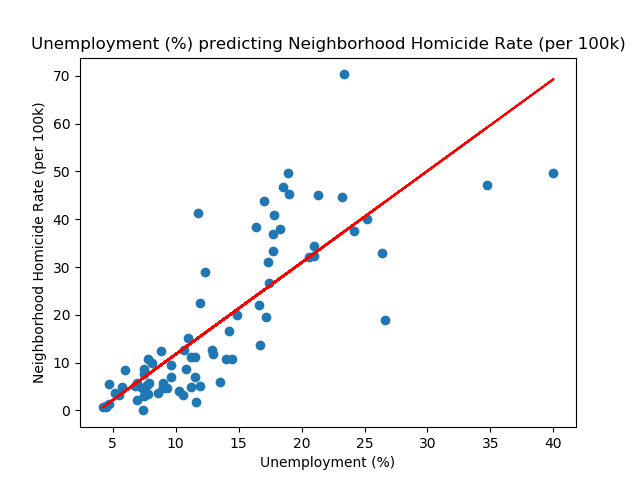 Unemployment (%) predicting Neighborhood Homicide Rate (per 100k)
70
60
50
40
30
20
10
0
Neighborhood Homicide Rate (per 100k)
5 10 15 20 25 30 35 40
Unemployment (%)